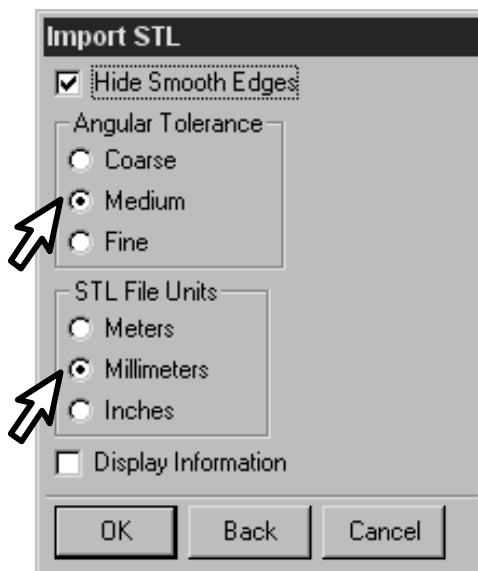 Import STL
Hide Smooth Edges
Angular Tolerance
Coarse
Medium
Fine
STL File Units
Meters
Millimeters
Inches
Display Information
OK Back Cancel